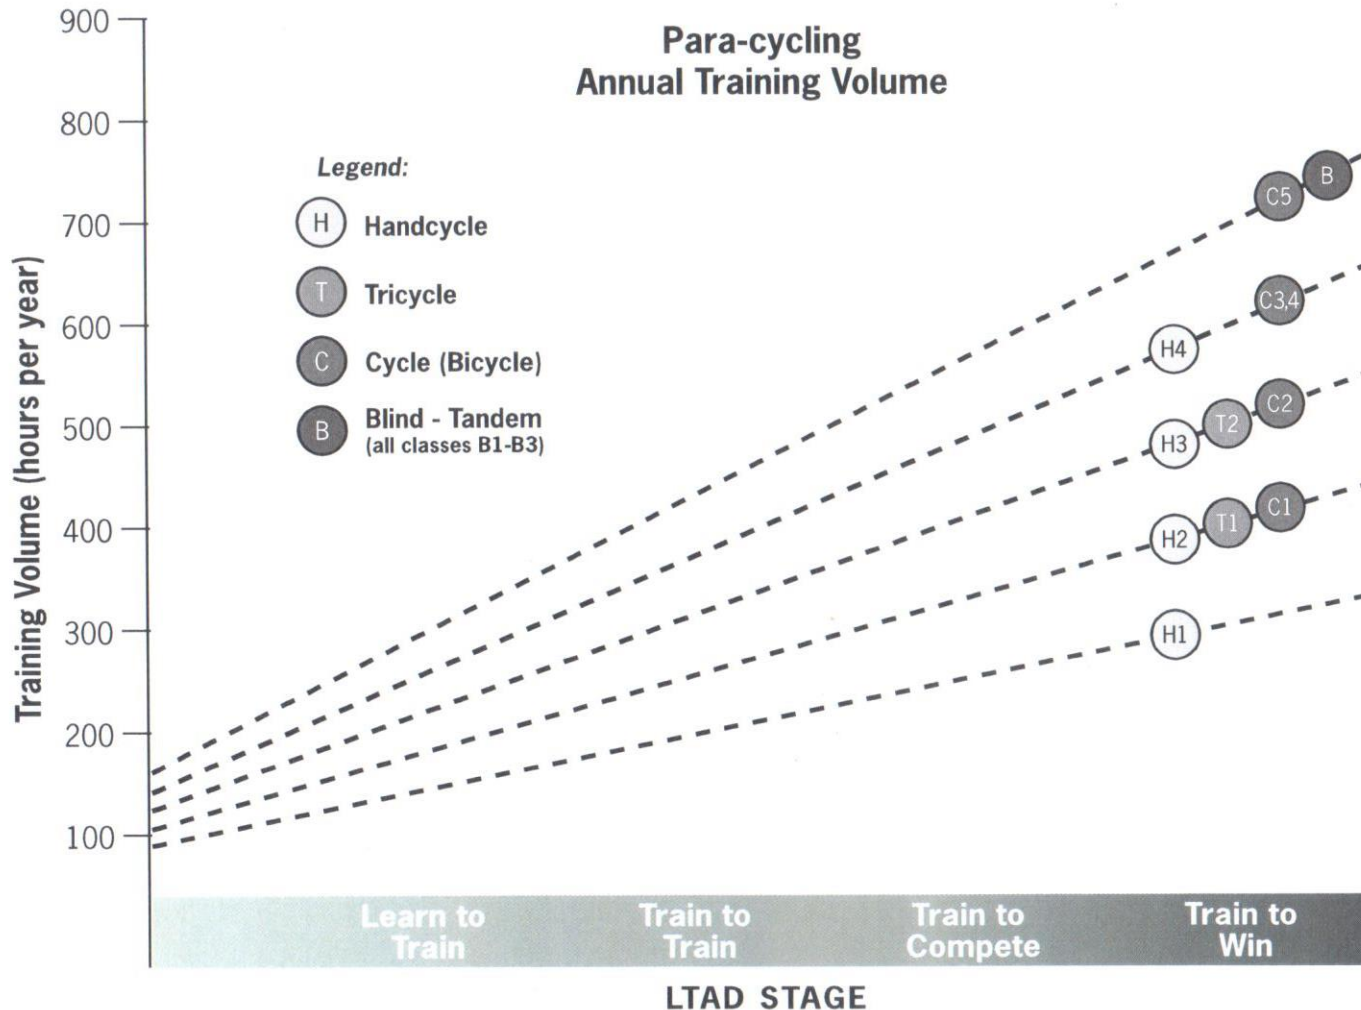 Para-cycling
Annual Training Volume
900
800
700
600
500
400
300
200
100
Training Volume (hours per year)
Legend:
H Handcycle
T Tricycle
C Cycle (Bicycle)
B Blind - Tandem
(all classes B1-B3)
C5 B
C3,4
H4
H3 T2 C2
H2 T1 C1
H1
Learn to
Train
Train to
Train
Train to
Compete
Train to
Win
LTAD STAGE